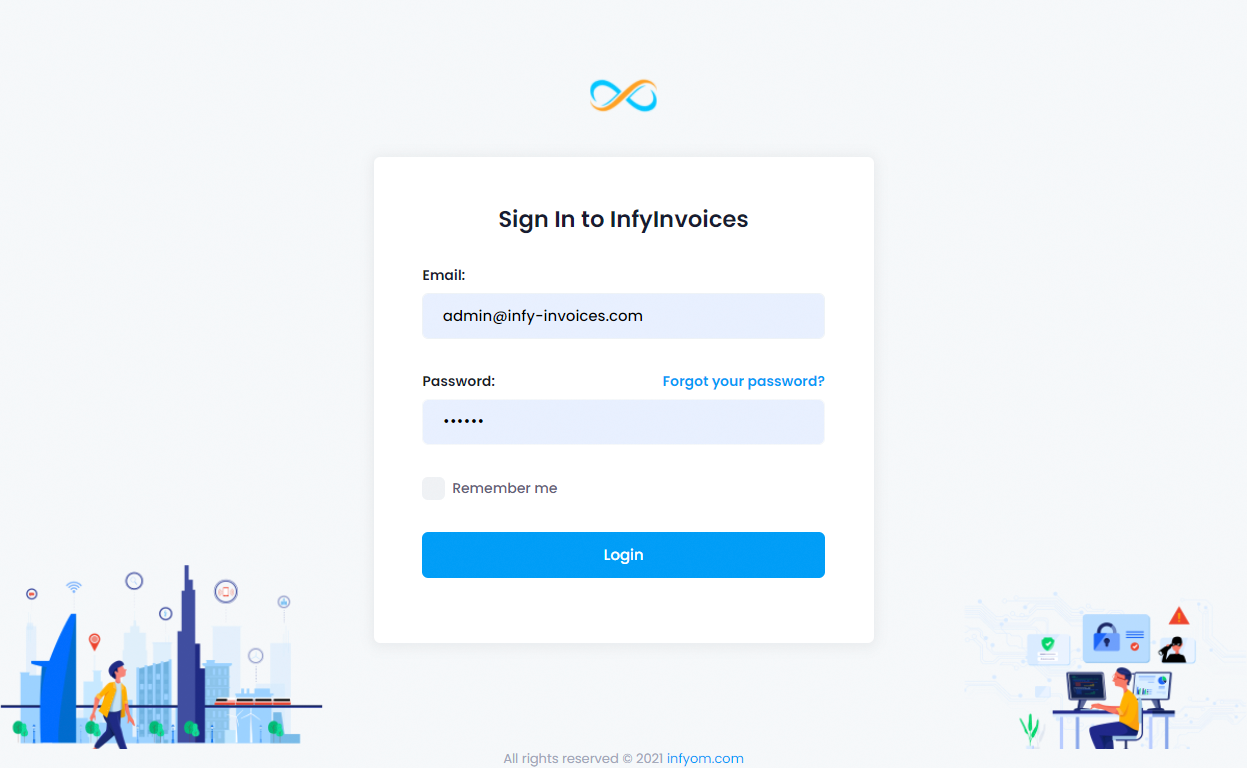 Sign In to InfyInvoices
Email:
admin@infy-invoices.com
Password:
Forgot your password?
••••••
Remember me
Login
All rights reserved © 2021 infyom.com